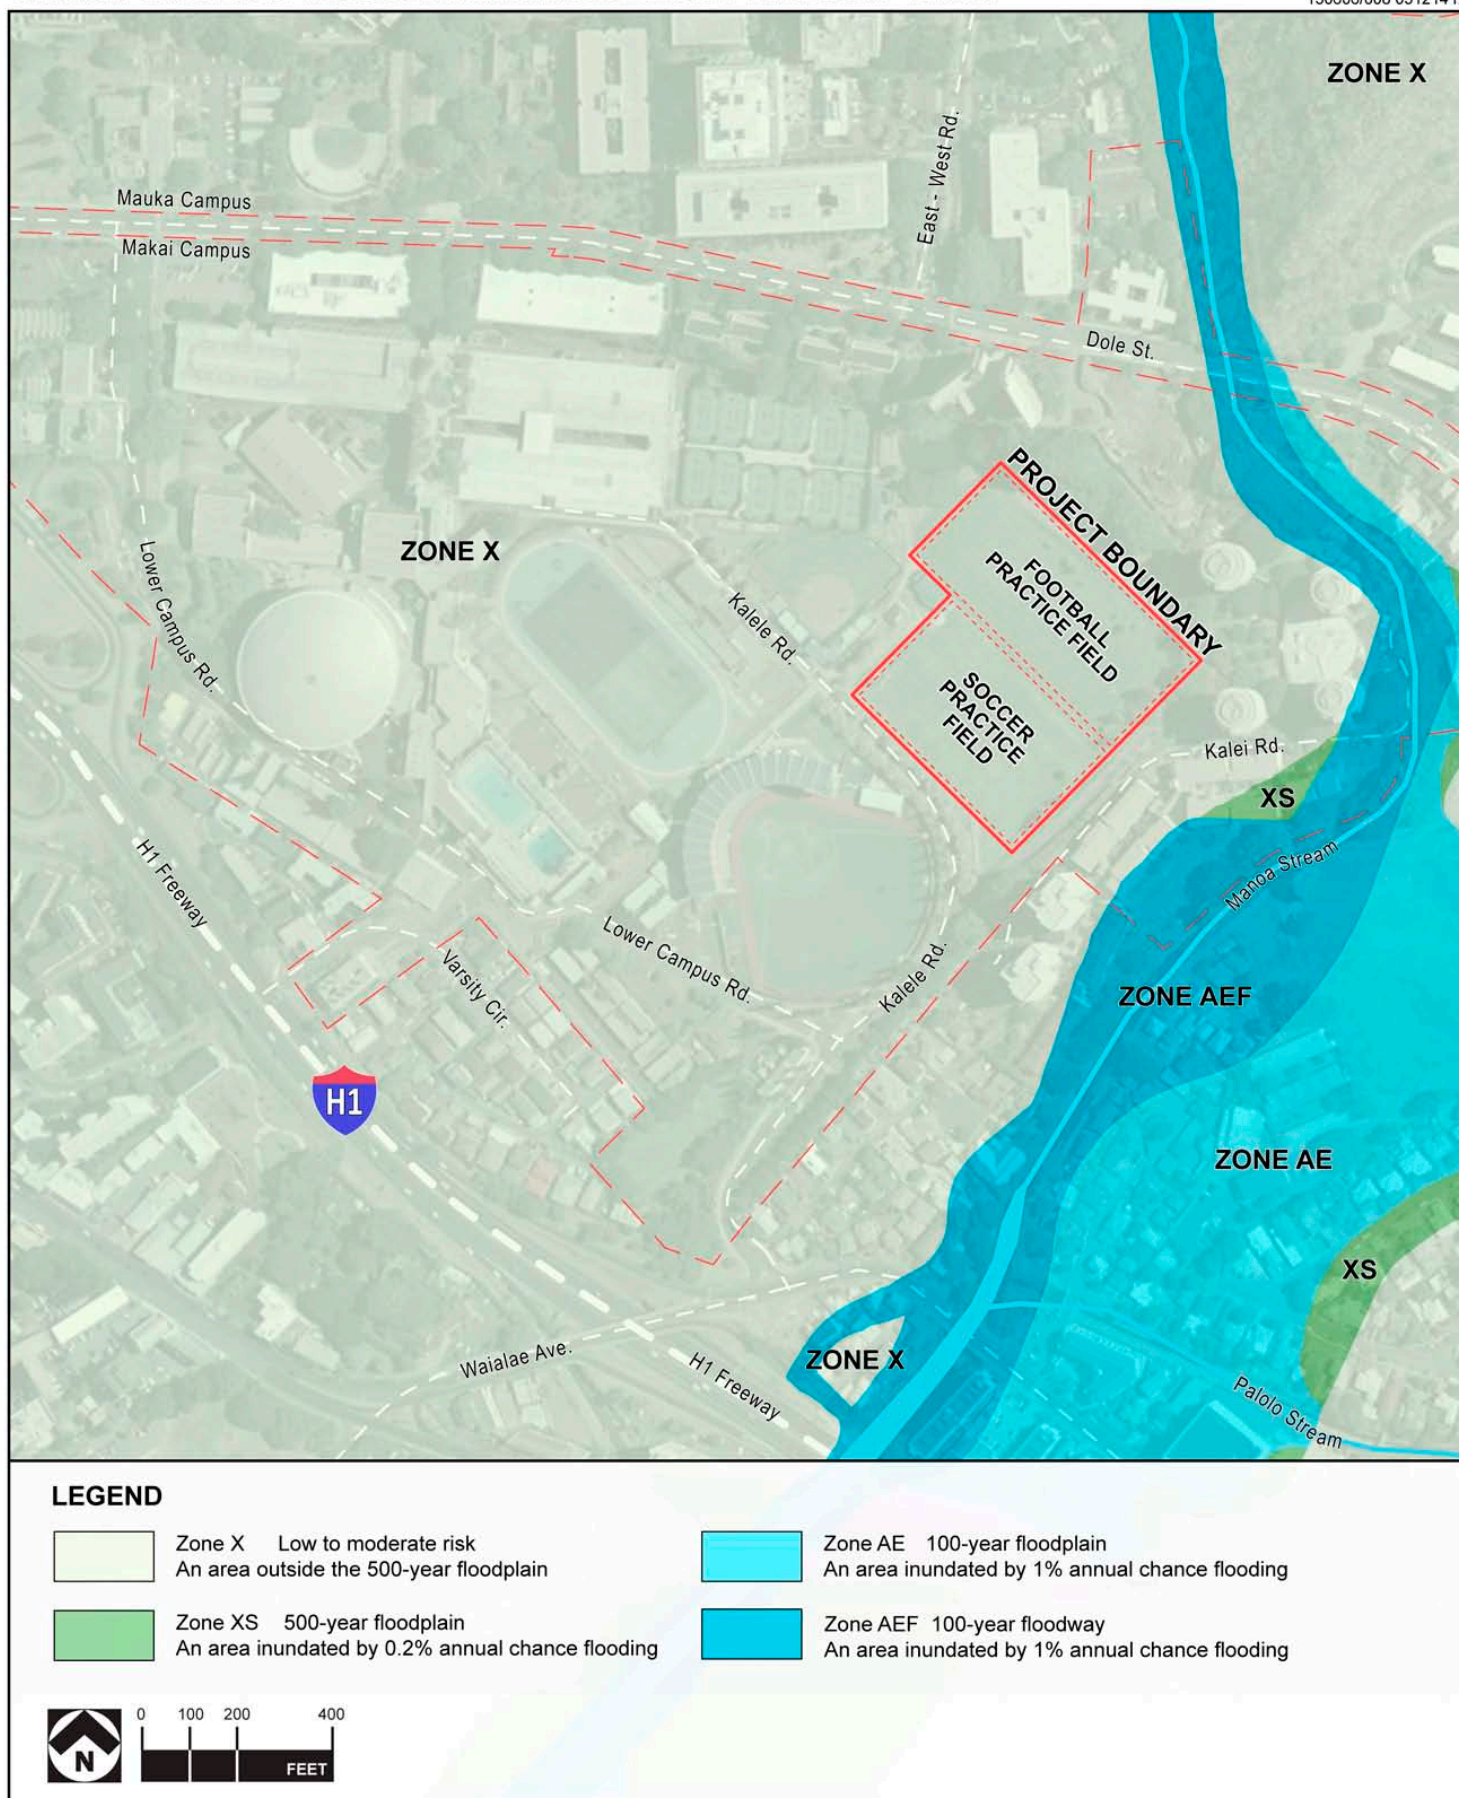 ZONE X
Mauka Campus
Makai Campus
East - West Rd.
Dole St.
PROJECT BOUNDARY
FOOTBALL
PRACTICE FIELD
SOCCER
PRACTICE
FIELD
ZONE X
Lower Campus Rd.
Kalele Rd.
Kalei Rd.
XS
Manoa Stream
H1 Freeway
Varsity Cir.
Lower Campus Rd.
Kalele Rd.
ZONE AEF
H1
ZONE AE
XS
Waialae Ave.
H1 Freeway
ZONE X
Palolo Stream
LEGEND
Zone X Low to moderate risk
An area outside the 500-year floodplain
Zone XS 500-year floodplain
An area inundated by 0.2% annual chance flooding
Zone AE 100-year floodplain
An area inundated by 1% annual chance flooding
Zone AEF 100-year floodway
An area inundated by 1% annual chance flooding
N
0 100 200 400
FEET